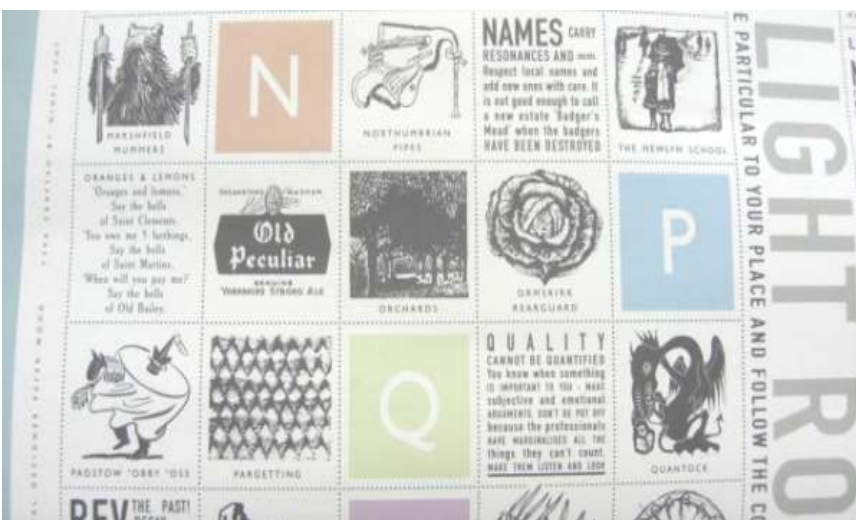 MARSHFIELD
MUMMERS
N
NORTHUMBRIAN
PIPES
NAMES CARRY
RESONANCES AND
Respect local names and
add new ones with care. It
is not good enough to call
a new estate 'Badger's
Mead' when the badgers
HAVE BEEN DESTROYED
THE NEWLYN SCHOOL
ORANGES & LEMONS
'Oranges and lemons,'
Say the bells
of Saint Clements.
'You owe me 5 farthings,
Say the bells
of Saint Martins,
'When will you pay me?'
Say the bells
of Old Bailey.
Old
Peculiar
GENUINE
YORKSHIRE STRONG ALE
ORCHARDS
ORMSKIRK
REARGUARD
P
PADSTOW 'OBBY 'OSS
PARGETTING
Q
QUALITY
CANNOT BE QUANTIFIED
You know when something
IS IMPORTANT TO YOU - MAKE
subjective and emotional
ARGUMENTS. DON'T BE PUT OFF
because the professionals
HAVE MARGINALISED ALL THE
things they can't count.
MAKE THEM LISTEN AND LOOK
QUANTOCK
THE PAST!
E PARTICULAR TO YOUR PLACE AND FOLLOW THE CO
LIGHT RO